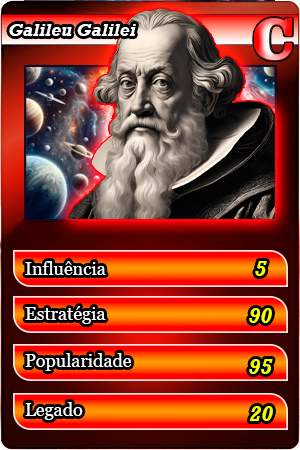 Galileu Galilei
C
Influência 5
Estratégia 90
Popularidade 95
Legado 20